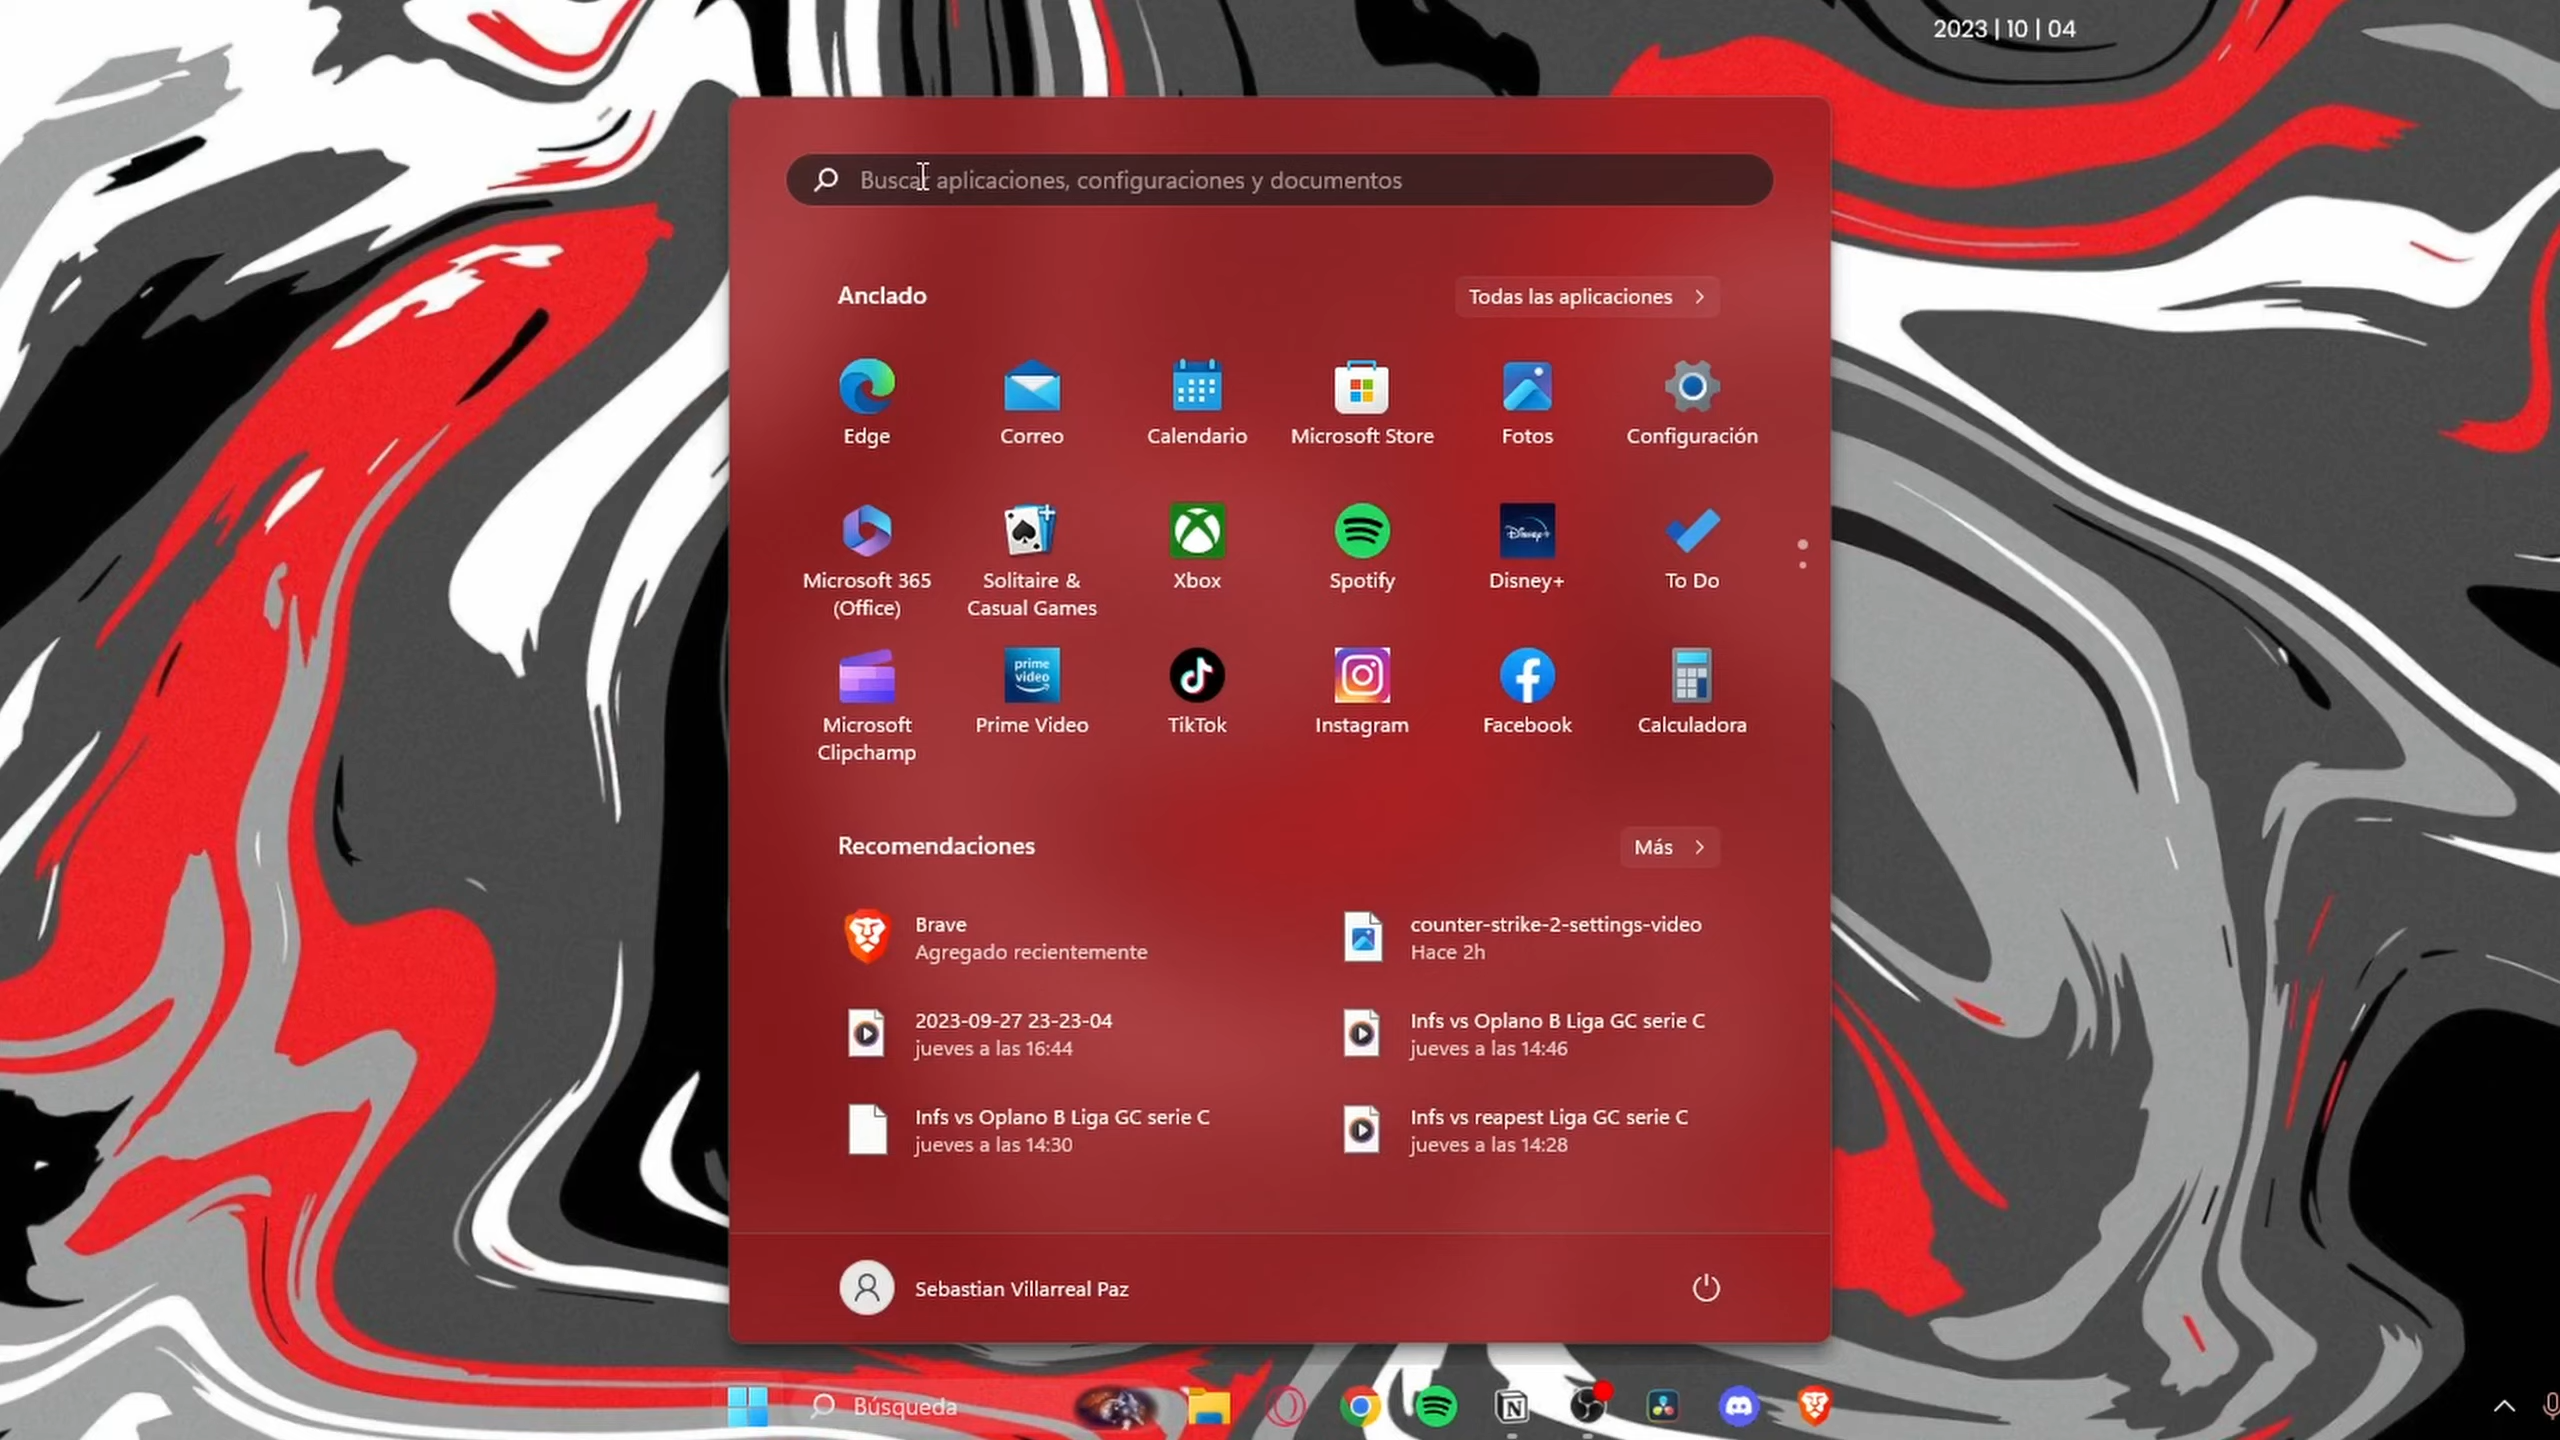 2023 | 10 | 04
Buscar aplicaciones, configuraciones y documentos
Anclado
Todas las aplicaciones
Edge
Correo
Calendario
Microsoft Store
Fotos
Configuración
Microsoft 365
(Office)
Solitaire &
Casual Games
Xbox
Spotify
Disney+
Disney+
To Do
Microsoft
Clipchamp
prime
video
Prime Video
TikTok
Instagram
Facebook
Calculadora
Recomendaciones
Más
Brave
Agregado recientemente
counter-strike-2-settings-video
Hace 2h
2023-09-27 23-23-04
jueves a las 16:44
Infs vs Oplano B Liga GC serie C
jueves a las 14:46
Infs vs Oplano B Liga GC serie C
jueves a las 14:30
Infs vs reapest Liga GC serie C
jueves a las 14:28
Sebastian Villarreal Paz
Búsqueda